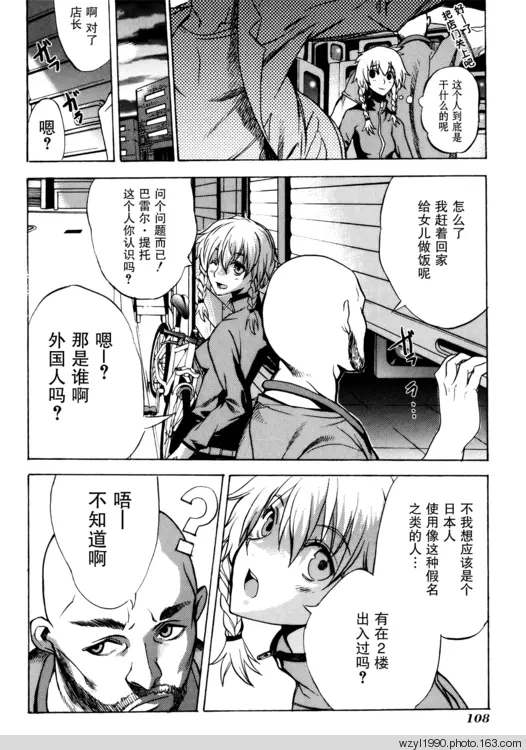 好——了
把店门关上吧
这个人到底是
干什么的呢
啊 对了
店长
嗯?
怎么了
我赶着回家
给女儿做饭呢
问个问题而已!
巴雷尔·提托
这个人你认识吗?
嗯—?
那是谁啊
外国人吗?
不我想应该是个
日本人
使用像这种假名
之类的人…
有在2楼
出入过吗?
?
唔—
不知道啊
108
wzyl1990.photo.163.com